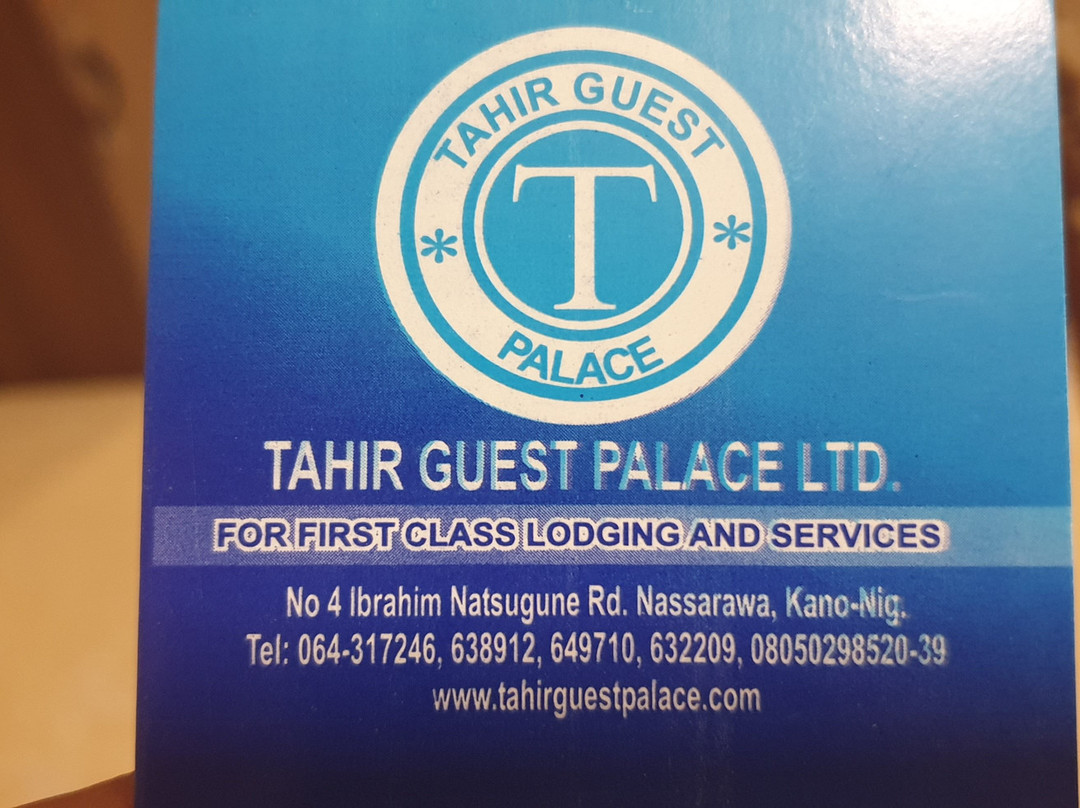 TAHIR GUEST
T
* *
PALACE
TAHIR GUEST PALACE LTD.
FOR FIRST CLASS LODGING AND SERVICES
No 4 Ibrahim Natsugune Rd. Nassarawa, Kano-Nig.
Tel: 064-317246, 638912, 649710, 632209, 08050298520-39
www.tahirguestpalace.com